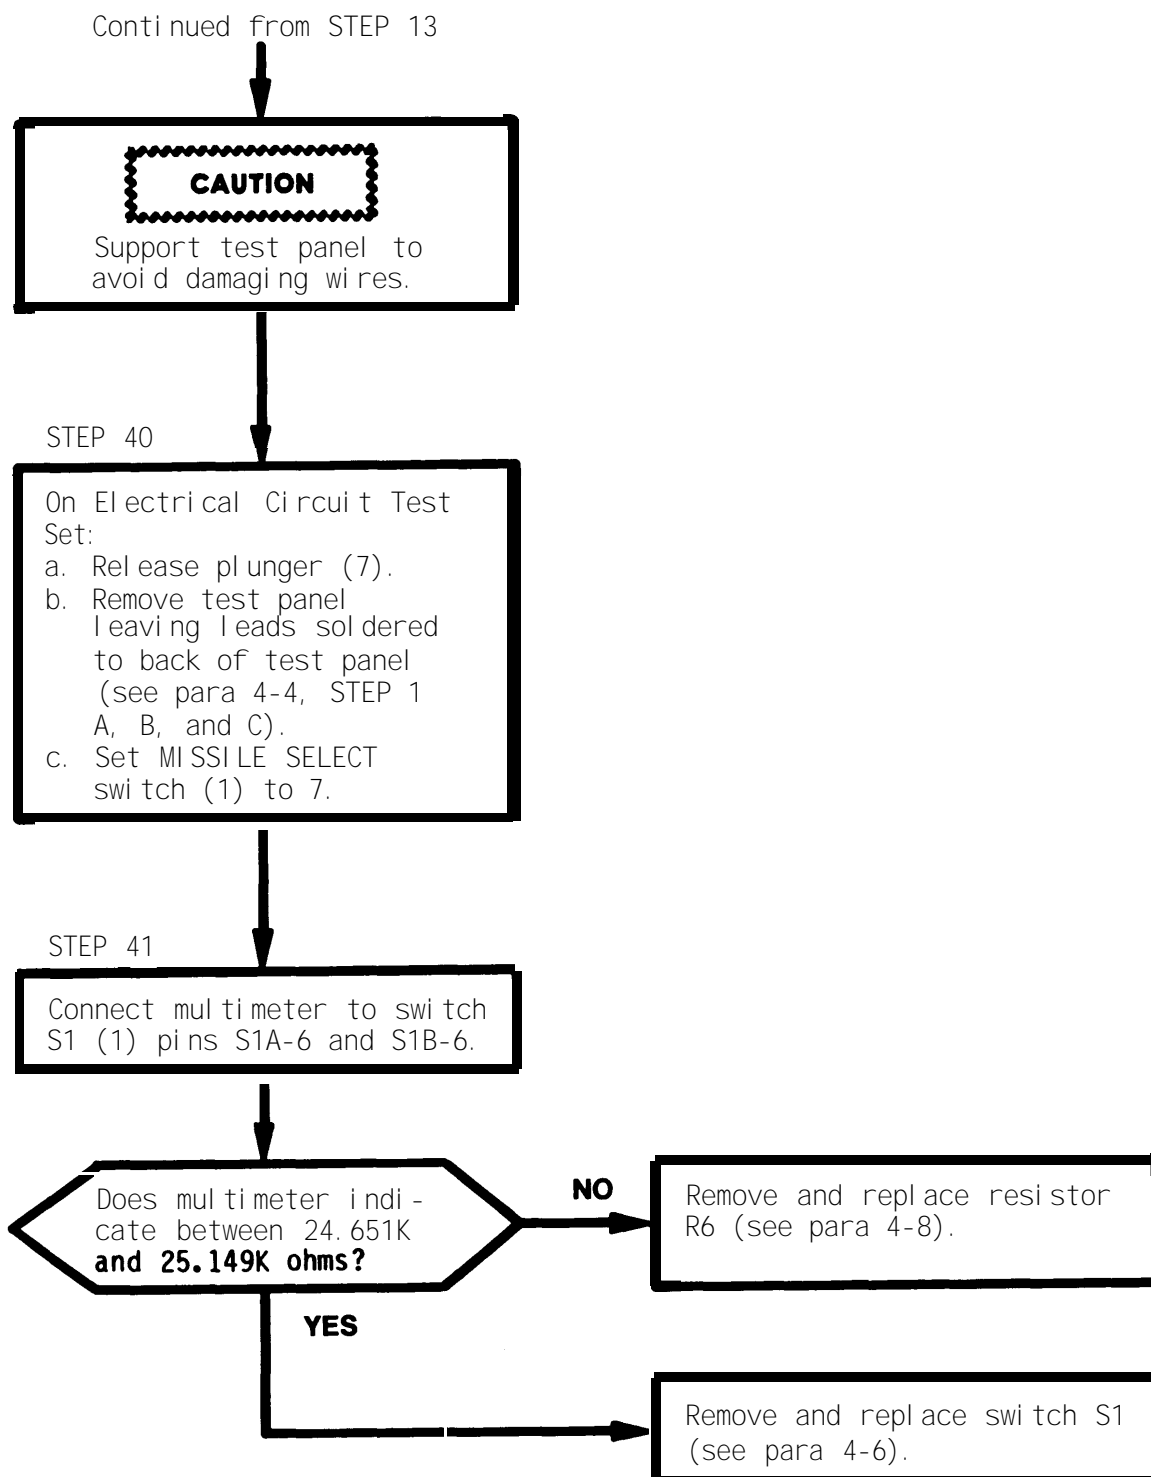 Continued from STEP 13
CAUTION
Support test panel to
avoid damaging wires.
STEP 40
On Electrical Circuit Test
Set:
a. Release plunger (7).
b. Remove test panel
leaving leads soldered
to back of test panel
(see para 4-4, STEP 1
A, B, and C).
c. Set MISSILE SELECT
switch (1) to 7.
STEP 41
Connect multimeter to switch
S1 (1) pins S1A-6 and S1B-6.
Does multimeter indi-
cate between 24.651K
and 25.149K ohms?
NO
Remove and replace resistor
R6 (see para 4-8).
YES
Remove and replace switch S1
(see para 4-6).